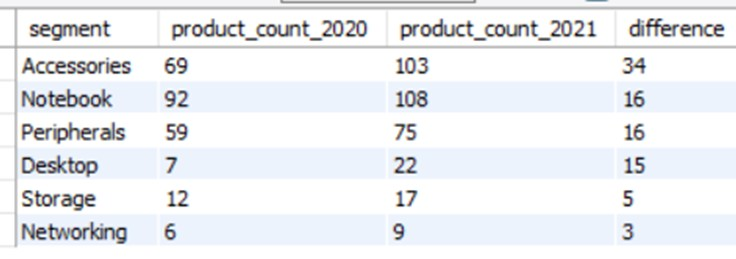 segment product_count_2020 product_count_2021 difference
Accessories 69 103 34
Notebook 92 108 16
Peripherals 59 75 16
Desktop 7 22 15
Storage 12 17 5
Networking 6 9 3